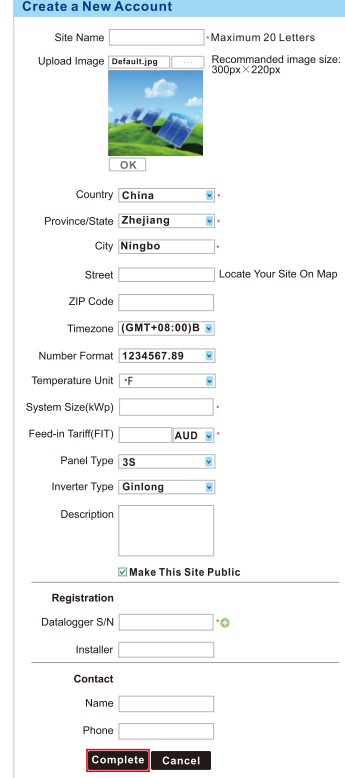 Create a New Account
Site Name *Maximum 20 Letters
Upload Image Default.jpg ... Recommanded image size:
300px×220px
OK
Country China *
Province/State Zhejiang *
City Ningbo *
Street Locate Your Site On Map
ZIP Code
Timezone (GMT+08:00)B
Number Format 1234567.89
Temperature Unit °F
System Size(kWp) *
Feed-in Tariff(FIT) AUD *
Panel Type 3S
Inverter Type Ginlong
Description
Make This Site Public
Registration
Datalogger S/N *
Installer
Contact
Name
Phone
Complete Cancel